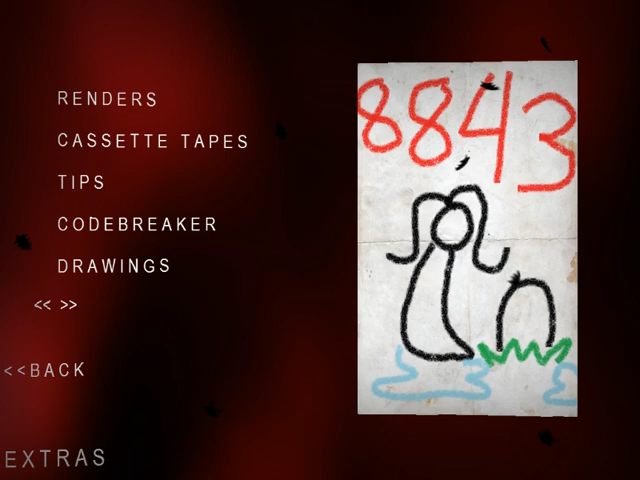 RENDERS
CASSETTE TAPES
TIPS
CODEBREAKER
DRAWINGS
<< >>
<<BACK
EXTRAS
8843